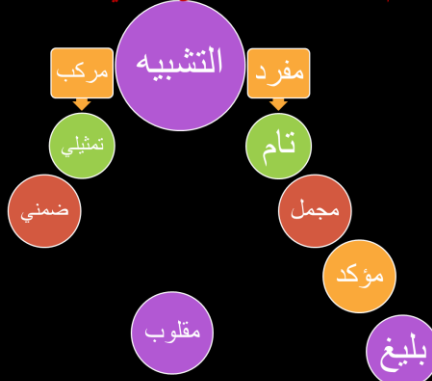 التشبيه
مفرد
مركب
تام
تمثيلي
مجمل
ضمني
مؤكد
مقلوب
بليغ